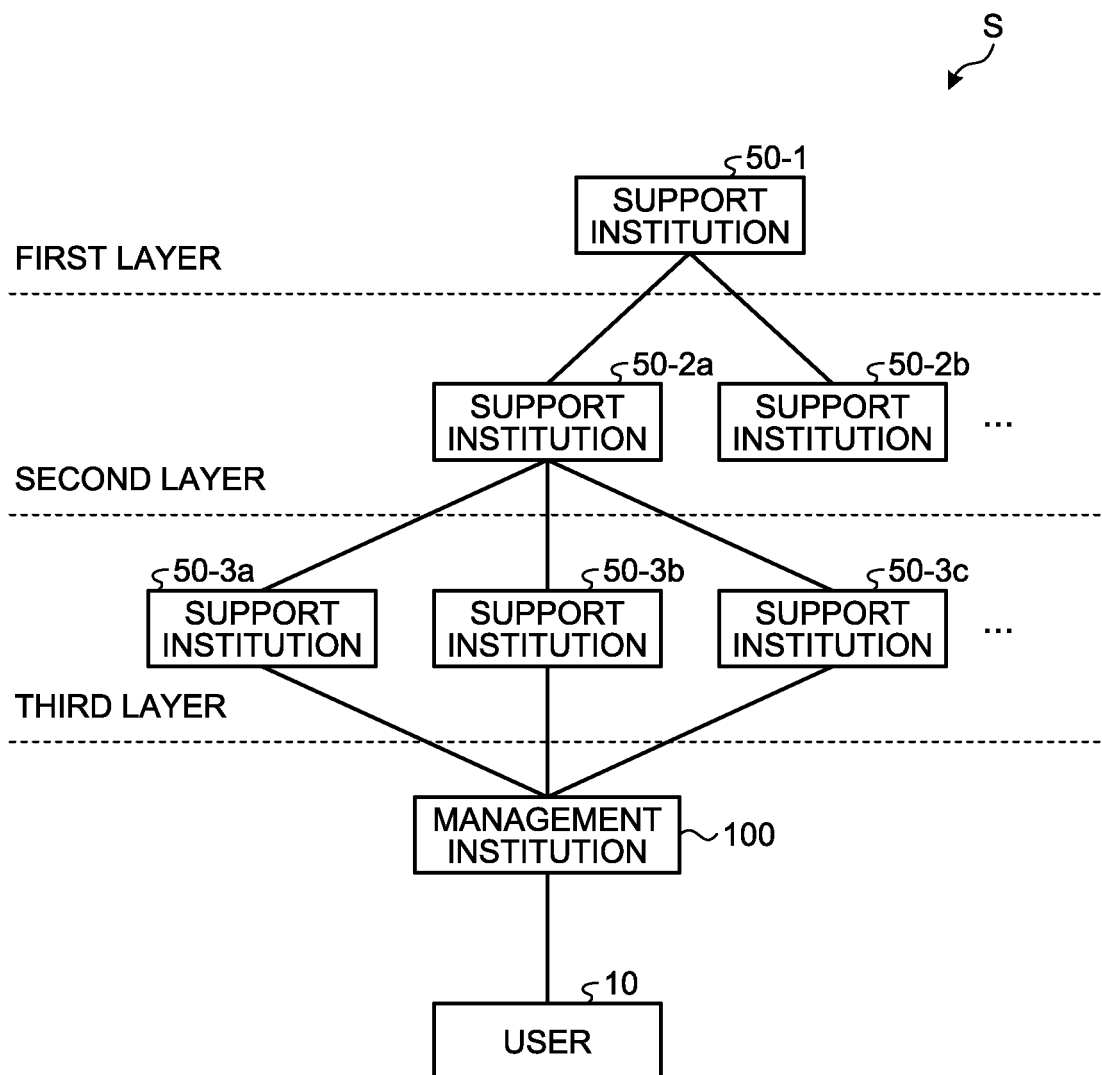 S
50-1
SUPPORT
INSTITUTION
FIRST LAYER
50-2a
50-2b
SUPPORT
INSTITUTION
SUPPORT
INSTITUTION
...
SECOND LAYER
50-3a
50-3b
50-3c
SUPPORT
INSTITUTION
SUPPORT
INSTITUTION
SUPPORT
INSTITUTION
...
THIRD LAYER
MANAGEMENT
INSTITUTION
100
10
USER